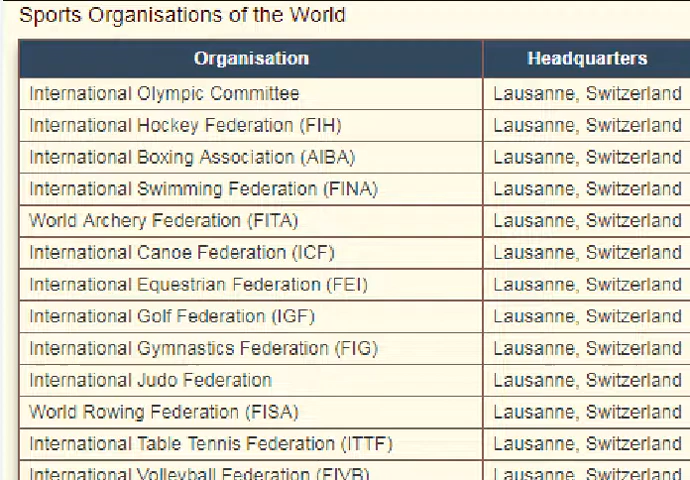 Sports Organisations of the World
Organisation Headquarters
International Olympic Committee Lausanne, Switzerland
International Hockey Federation (FIH) Lausanne, Switzerland
International Boxing Association (AIBA) Lausanne, Switzerland
International Swimming Federation (FINA) Lausanne, Switzerland
World Archery Federation (FITA) Lausanne, Switzerland
International Canoe Federation (ICF) Lausanne, Switzerland
International Equestrian Federation (FEI) Lausanne, Switzerland
International Golf Federation (IGF) Lausanne, Switzerland
International Gymnastics Federation (FIG) Lausanne, Switzerland
International Judo Federation Lausanne, Switzerland
World Rowing Federation (FISA) Lausanne, Switzerland
International Table Tennis Federation (ITTF) Lausanne, Switzerland
International Volleyball Federation (FIVB) Lausanne, Switzerland